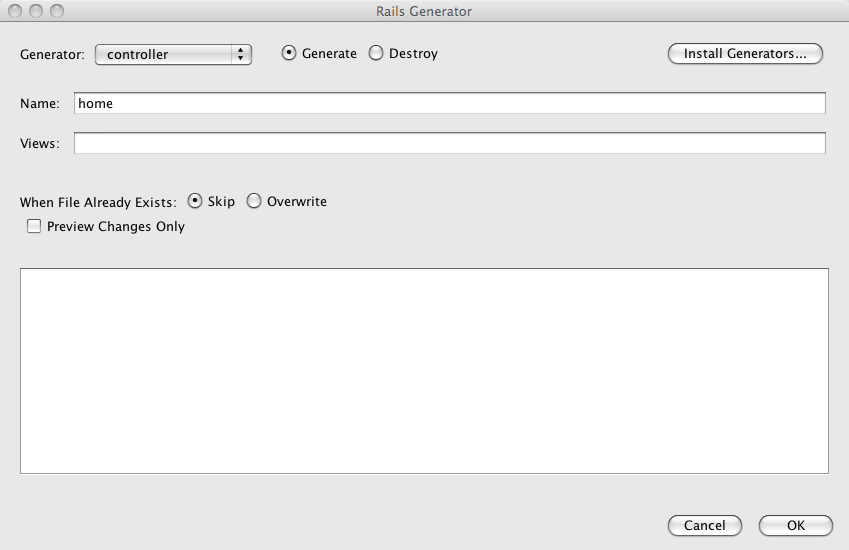 Rails Generator
Generator: controller Generate Destroy Install Generators...
Name: home
Views:
When File Already Exists: Skip Overwrite
Preview Changes Only
Cancel OK